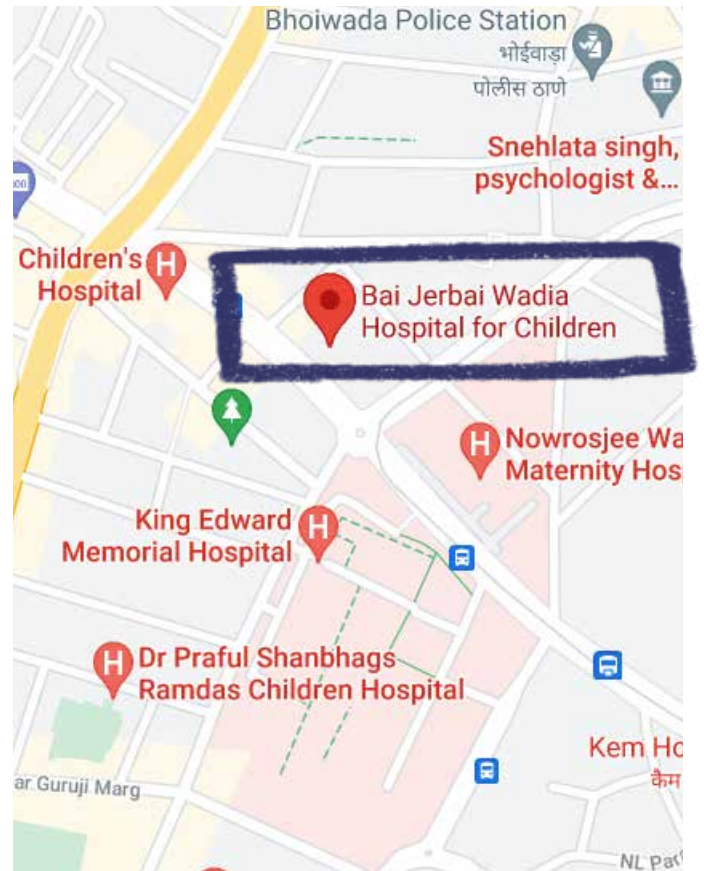 Bhoiwada Police Station
भोईवाड़ा
पोलीस ठाणे
Snehlata singh,
psychologist &...
Children's
Hospital
H
Bai Jerbai Wadia
Hospital for Children
H
Nowrosjee Wa
Maternity Hos
King Edward
Memorial Hospital
H
H
Dr Praful Shanbhags
Ramdas Children Hospital
Kem Ho
कैम
ar Guruji Marg
NL Par